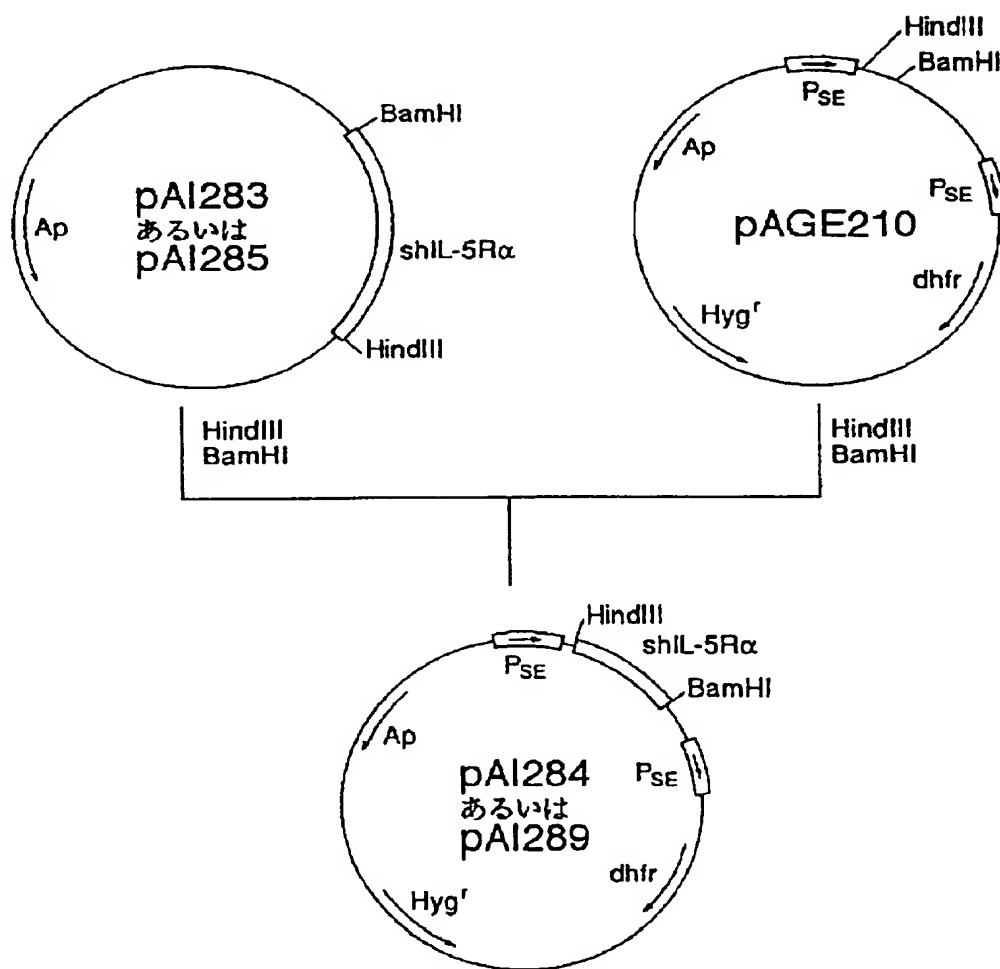 BamHI
Ap
pAI283
あるいは
pAI285
shIL-5Rα
HindIII
HindIII
BamHI
PSE
Ap
PSE
pAGE210
dhfr
Hygʳ
HindIII
BamHI
HindIII
BamHI
HindIII
shIL-5Rα
PSE
BamHI
Ap
PSE
pAI284
あるいは
pAI289
dhfr
Hygʳ